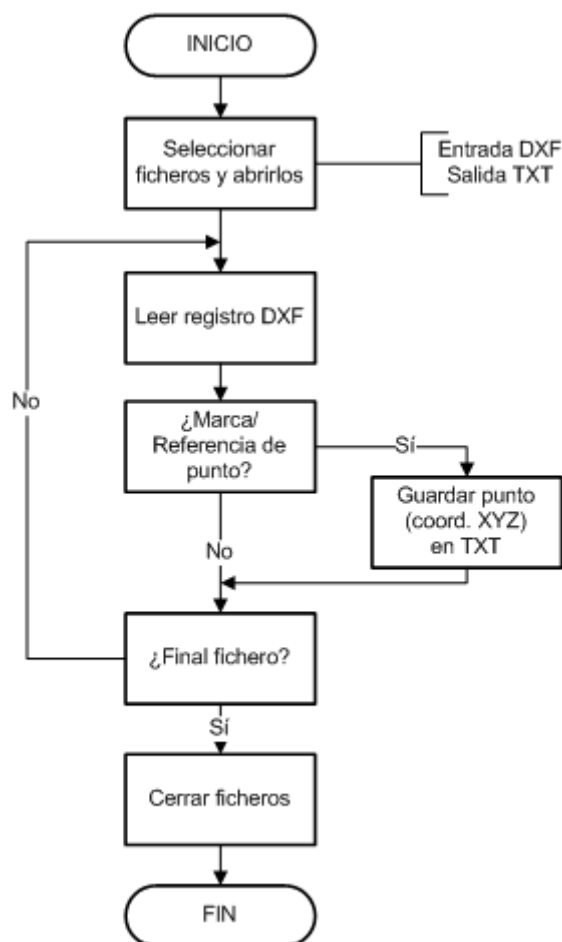 INICIO
Seleccionar
ficheros y abrirlos
Entrada DXF
Salida TXT
Leer registro DXF
No
¿Marca/
Referencia de
punto?
Sí
Guardar punto
(coord. XYZ)
en TXT
No
¿Final fichero?
Sí
Cerrar ficheros
FIN